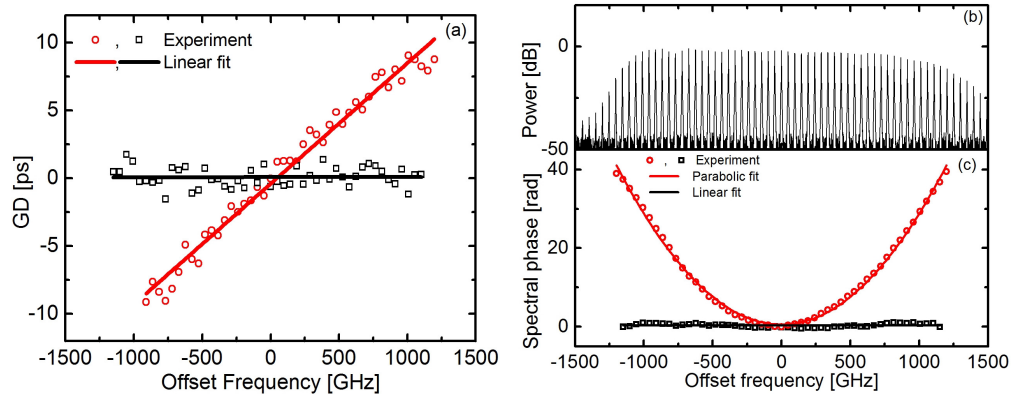 (a)
, Experiment
, Linear fit
10
5
0
-5
-10
GD [ps]
-1500 -1000 -500 0 500 1000 1500
Offset Frequency [GHz]
(b)
0
-50
Power [dB]
(c)
, Experiment
Parabolic fit
Linear fit
40
20
0
Spectral phase [rad]
-1500 -1000 -500 0 500 1000 1500
Offset frequency [GHz]